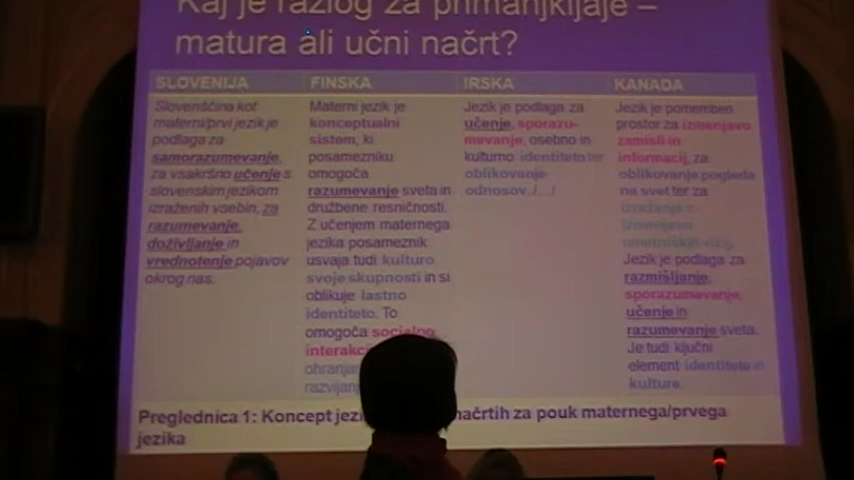 Kaj je razlog za primanjkljaje –
matura ali učni načrt?
SLOVENIJA
Slovenščina kot
materni/prvi jezik je
podlaga za
samorazumevanje,
za vsakršno učenje s
slovenskim jezikom
izraženih vsebin, za
razumevanje,
doživljanje in
vrednotenje pojavov
okrog nas.
FINSKA
Materni jezik je
konceptualni
sistem, ki
posamezniku
omogoča
razumevanje sveta in
družbene resničnosti.
Z učenjem maternega
jezika posameznik
usvaja tudi kulturo
svoje skupnosti in si
oblikuje lastno
identiteto. To
omogoča socialno
IRSKA
Jezik je podlaga za
učenje, sporazu-
mevanje, osebno in
kulturno identiteto ter
oblikovanje
odnosov./.../
KANADA
Jezik je pomemben
prostor za izmenjavo
zamisli in
informacij, za
oblikovanje pogleda
na svet ter za
izražanje in
izmenjavo
umetniških vizij.
Jezik je podlaga za
razmišljanje,
sporazumevanje,
učenje in
razumevanje sveta.
Je tudi ključni
element identitete in
kulture.
Preglednica 1: Koncept načrtih za pouk maternega/prvega
jezika